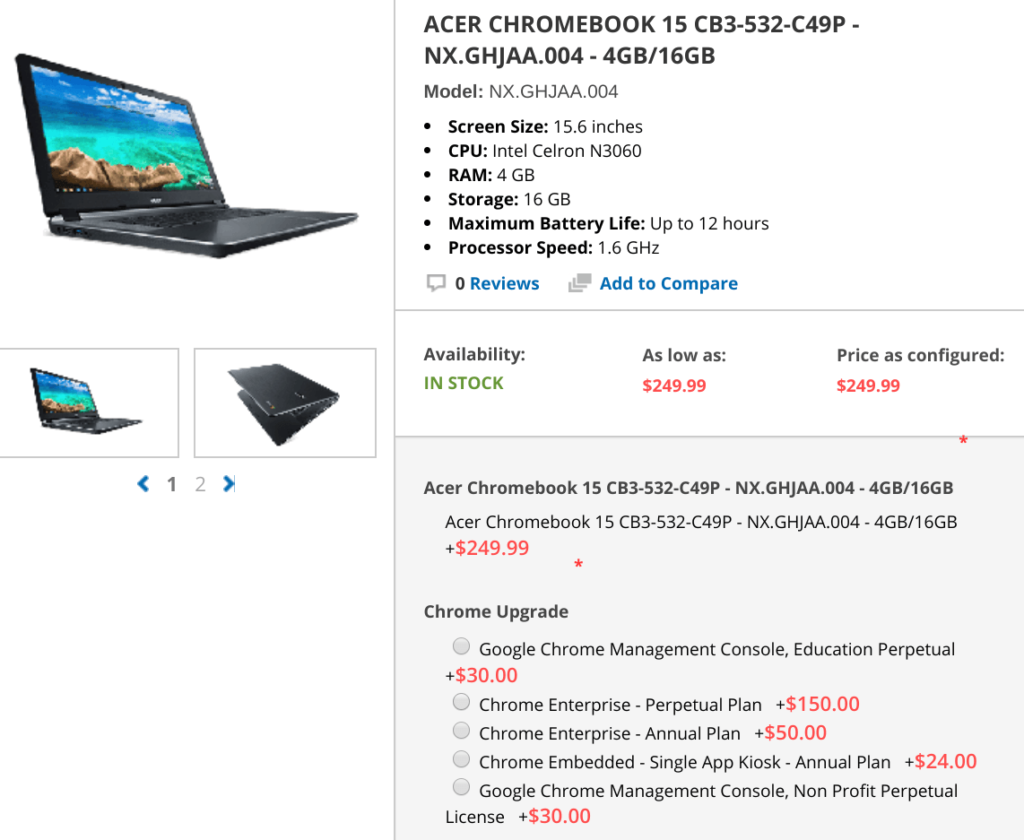 ACER CHROMEBOOK 15 CB3-532-C49P -
NX.GHJAA.004 - 4GB/16GB
Model: NX.GHJAA.004
• Screen Size: 15.6 inches
• CPU: Intel Celron N3060
• RAM: 4 GB
• Storage: 16 GB
• Maximum Battery Life: Up to 12 hours
• Processor Speed: 1.6 GHz
0 Reviews Add to Compare
Availability: As low as: Price as configured:
IN STOCK $249.99 $249.99
*
Acer Chromebook 15 CB3-532-C49P - NX.GHJAA.004 - 4GB/16GB
Acer Chromebook 15 CB3-532-C49P - NX.GHJAA.004 - 4GB/16GB
+$249.99
*
Chrome Upgrade
Google Chrome Management Console, Education Perpetual
+$30.00
Chrome Enterprise - Perpetual Plan +$150.00
Chrome Enterprise - Annual Plan +$50.00
Chrome Embedded - Single App Kiosk - Annual Plan +$24.00
Google Chrome Management Console, Non Profit Perpetual
License +$30.00
1 2